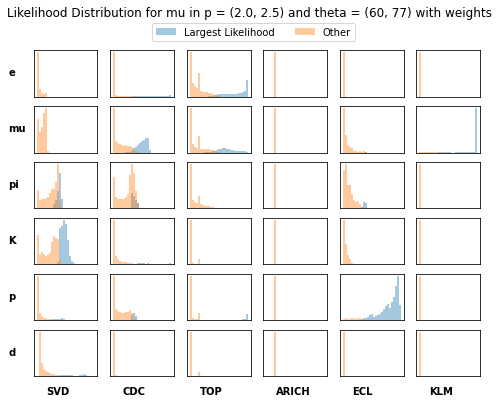 Likelihood Distribution for mu in p = (2.0, 2.5) and theta = (60, 77) with weights
Largest Likelihood Other
e
mu
pi
K
p
d
SVD CDC TOP ARICH ECL KLM